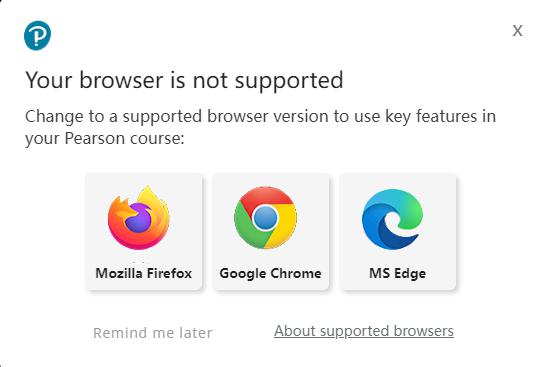 X
Your browser is not supported
Change to a supported browser version to use key features in
your Pearson course:
Mozilla Firefox
Google Chrome
MS Edge
Remind me later
About supported browsers